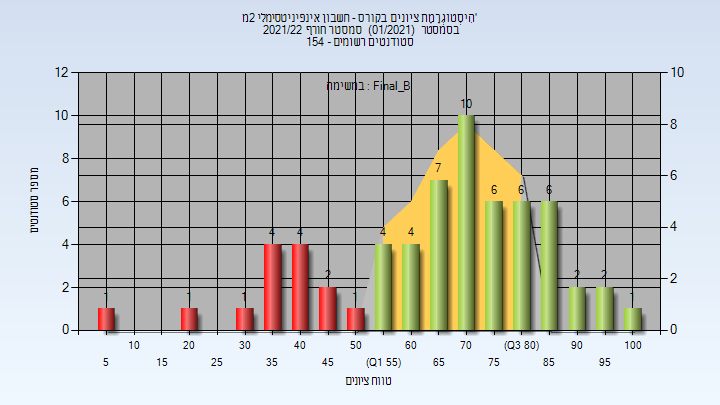 'היסטוגרמת ציונים בקורס - חשבון אינפיניטסימלי 2מ
בסמסטר (01/2021) סמסטר חורף 2021/22
סטודנטים רשומים - 154
במשימה : Final_B
12 10 8 6 4 2 0
מספר סטודנטים
10 8 6 4 2 0
1 1 1 4 4 2 1 4 4 7 10 6 6 6 2 2 1
10 20 30 40 50 60 70 (Q3 80) 90 100
5 15 25 35 45 (Q1 55) 65 75 85 95
טווח ציונים